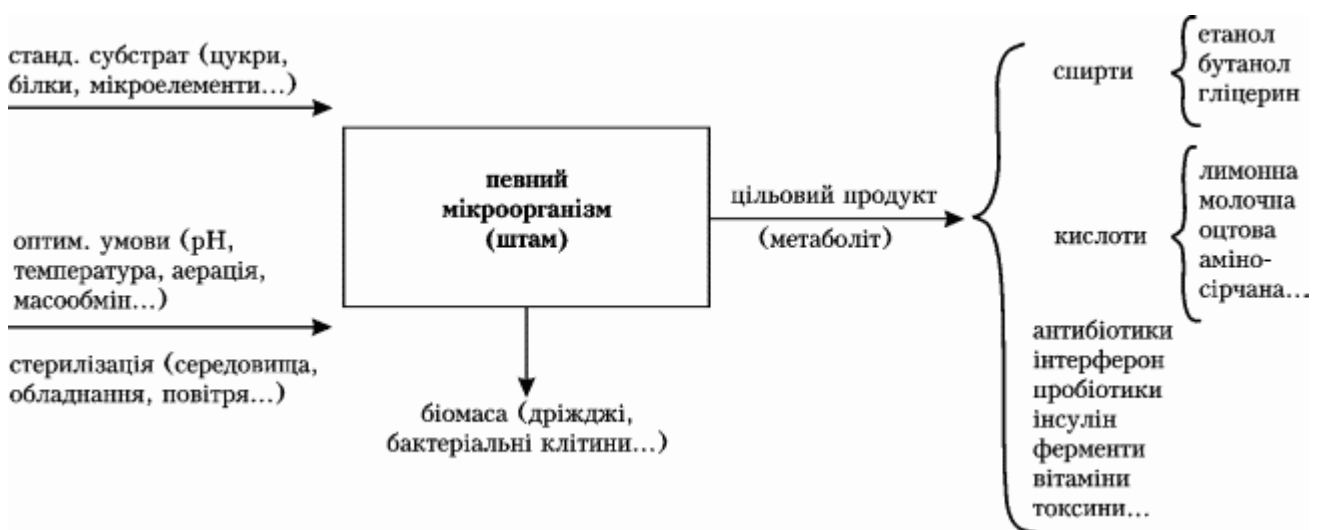 станд. субстрат (цукри,
білки, мікроелементи...)
оптим. умови (рН,
температура, аерація,
масообмін...)
стерилізація (середовища,
обладнання, повітря...)
певний
мікроорганізм
(штам)
біомаса (дріжджі,
бактеріальні клітини...)
цільовий продукт
(метаболіт)
спирти
етанол
бутанол
гліцерин
кислоти
лимонна
молочна
оцтова
аміно-
сірчана...
антибіотики
інтерферон
пробіотики
інсулін
ферменти
вітаміни
токсини...